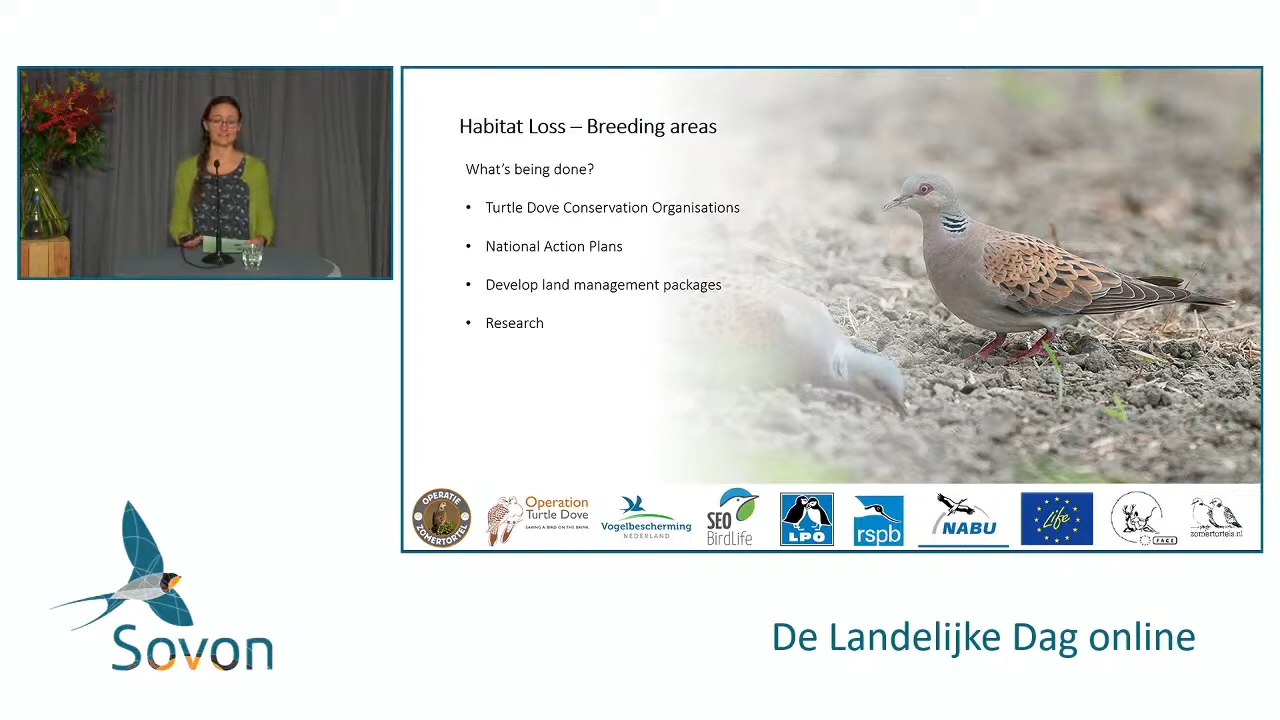 Habitat Loss – Breeding areas
What's being done?
• Turtle Dove Conservation Organisations
• National Action Plans
• Develop land management packages
• Research
OPERATIE
ZOMERTORTEL
Operation
Turtle Dove
SAVING A BIRD ON THE BRINK
Vogelbescherming
NEDERLAND
SEO
BirdLife
LPO
rspb
NABU
Life
FACE
zomertortels.nl
Sovon
De Landelijke Dag online